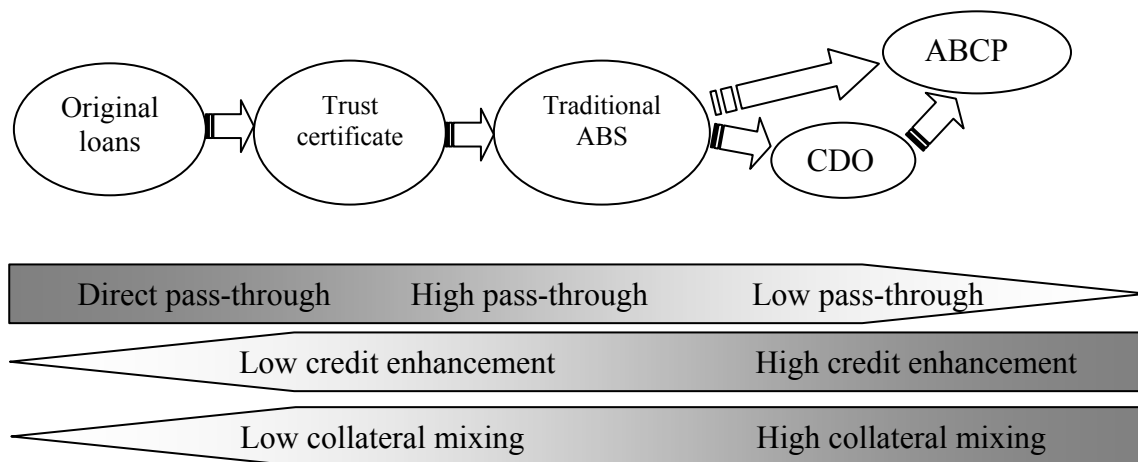 Original
loans
Trust
certificate
Traditional
ABS
ABCP
CDO
Direct pass-through High pass-through Low pass-through
Low credit enhancement High credit enhancement
Low collateral mixing High collateral mixing